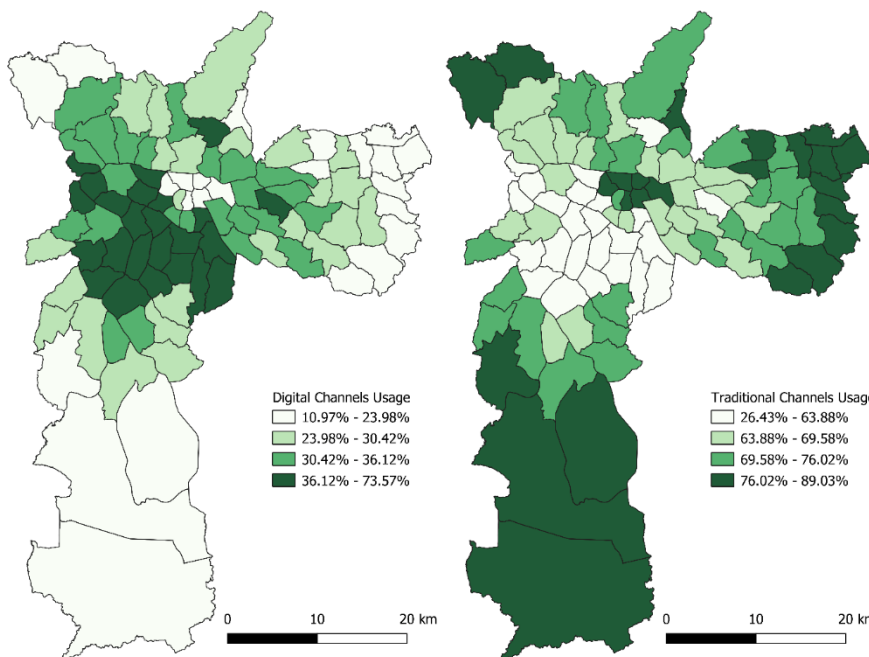 Digital Channels Usage
10.97% - 23.98%
23.98% - 30.42%
30.42% - 36.12%
36.12% - 73.57%
0 10 20 km
Traditional Channels Usage
26.43% - 63.88%
63.88% - 69.58%
69.58% - 76.02%
76.02% - 89.03%
0 10 20 km